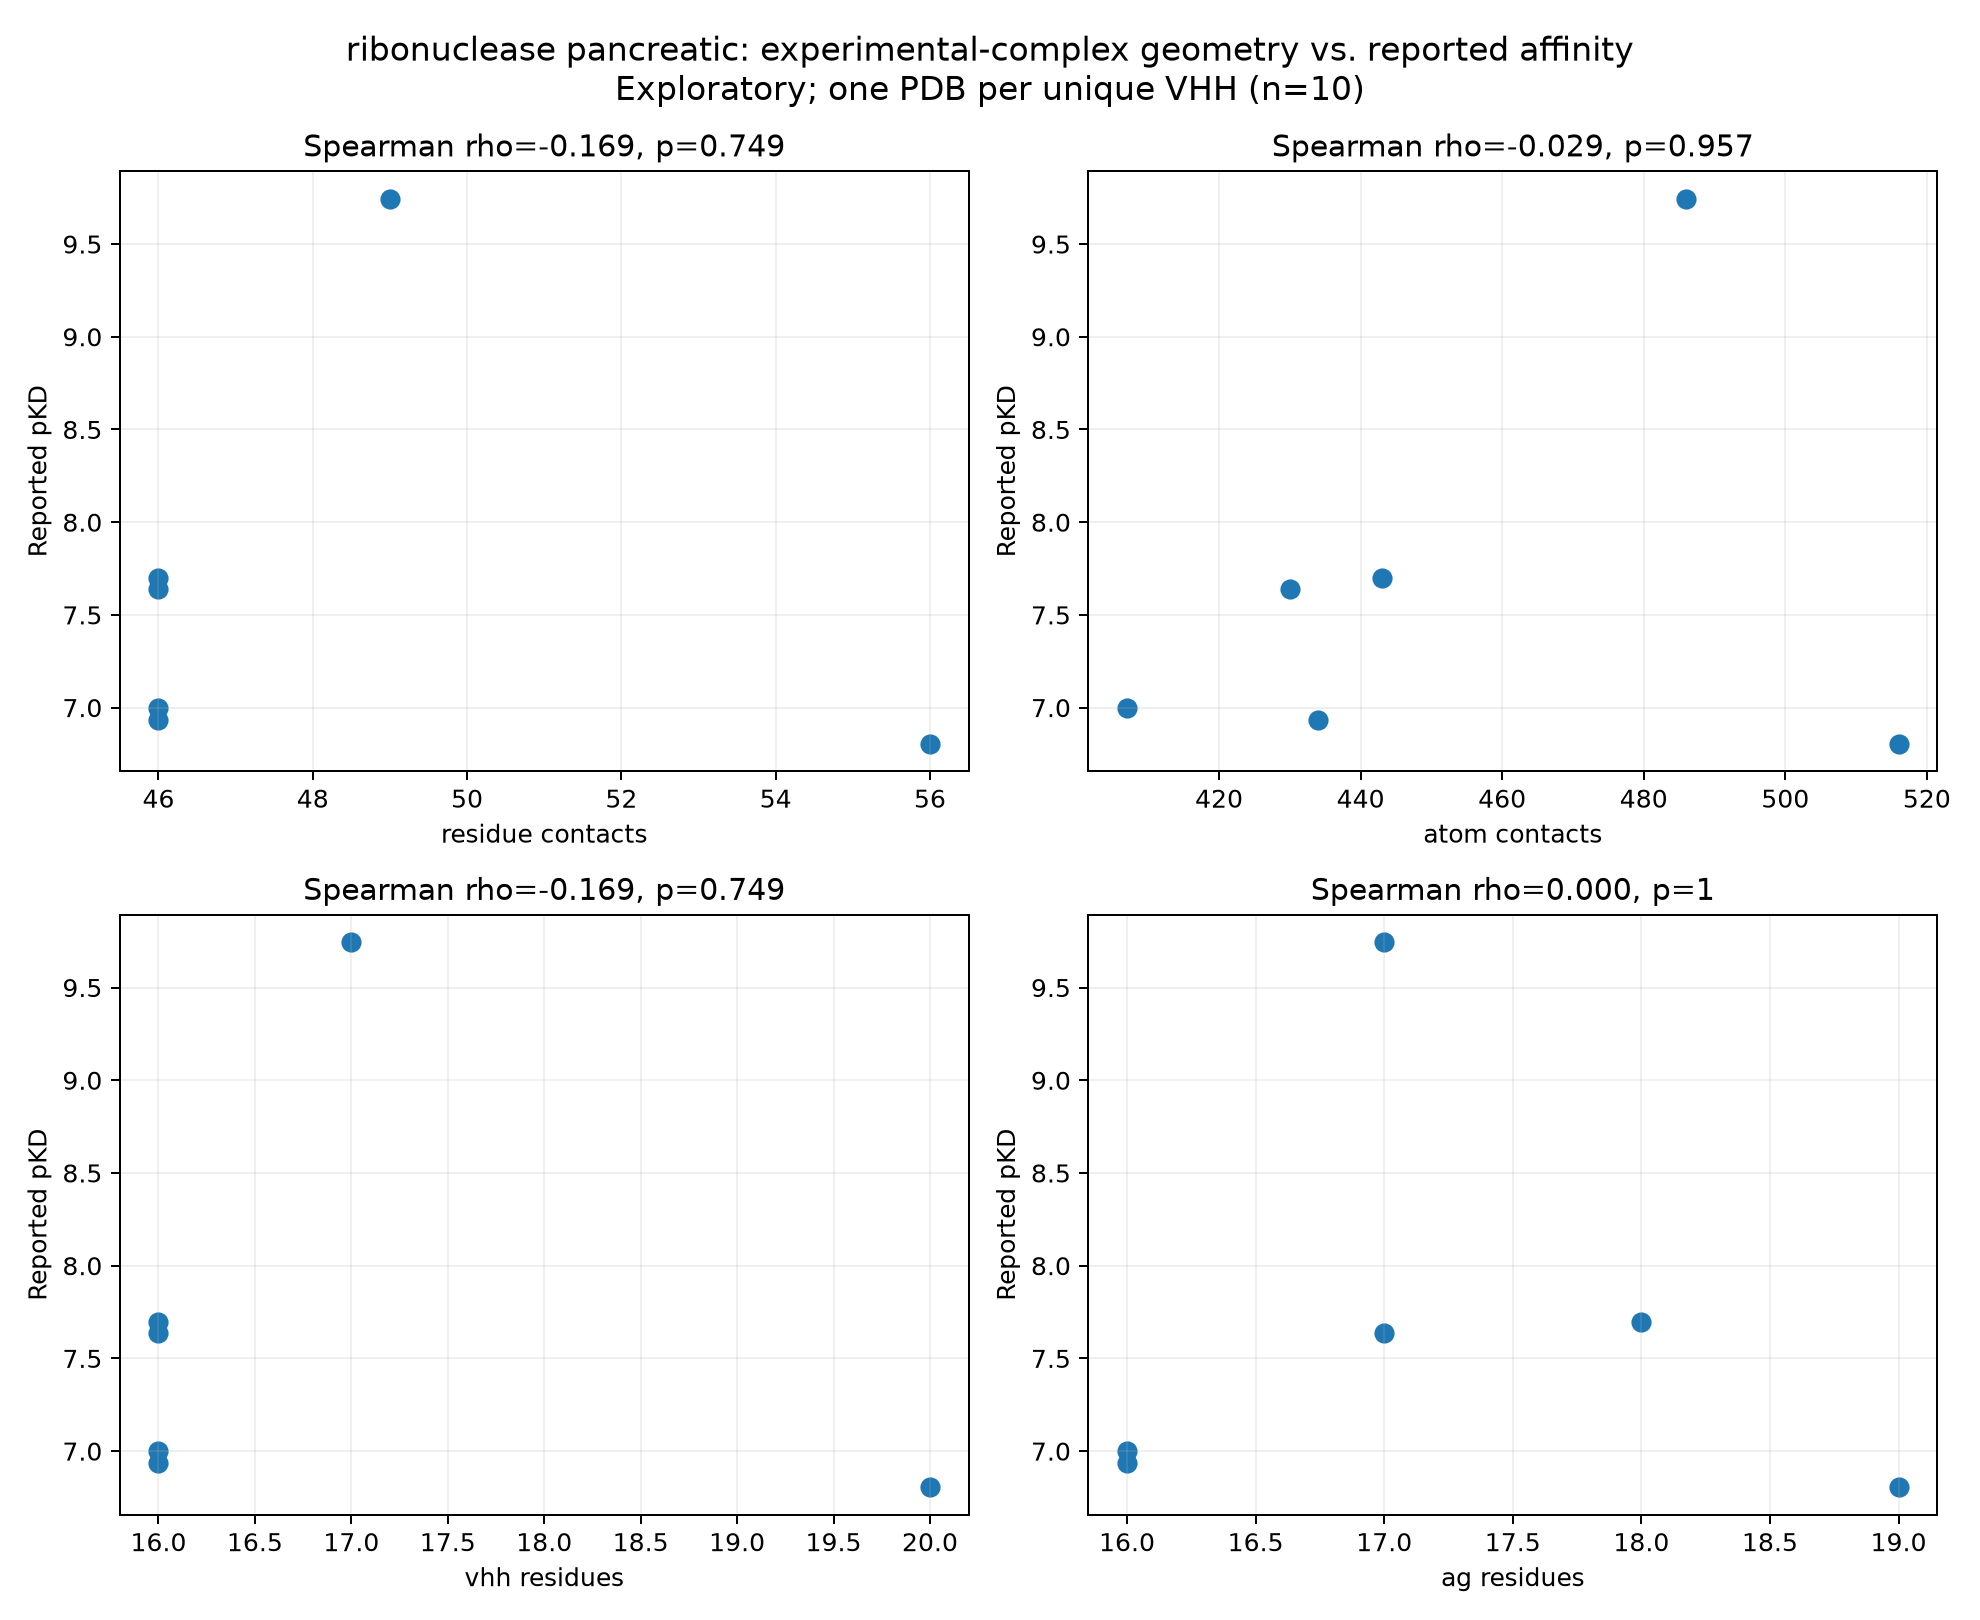 ribonuclease pancreatic: experimental-complex geometry vs. reported affinity
Exploratory; one PDB per unique VHH (n=10)
Spearman rho=-0.169, p=0.749
Reported pKD
9.5
9.0
8.5
8.0
7.5
7.0
46 48 50 52 54 56
residue contacts
Spearman rho=-0.029, p=0.957
Reported pKD
9.5
9.0
8.5
8.0
7.5
7.0
420 440 460 480 500 520
atom contacts
Spearman rho=-0.169, p=0.749
Reported pKD
9.5
9.0
8.5
8.0
7.5
7.0
16.0 16.5 17.0 17.5 18.0 18.5 19.0 19.5 20.0
vhh residues
Spearman rho=0.000, p=1
Reported pKD
9.5
9.0
8.5
8.0
7.5
7.0
16.0 16.5 17.0 17.5 18.0 18.5 19.0
ag residues